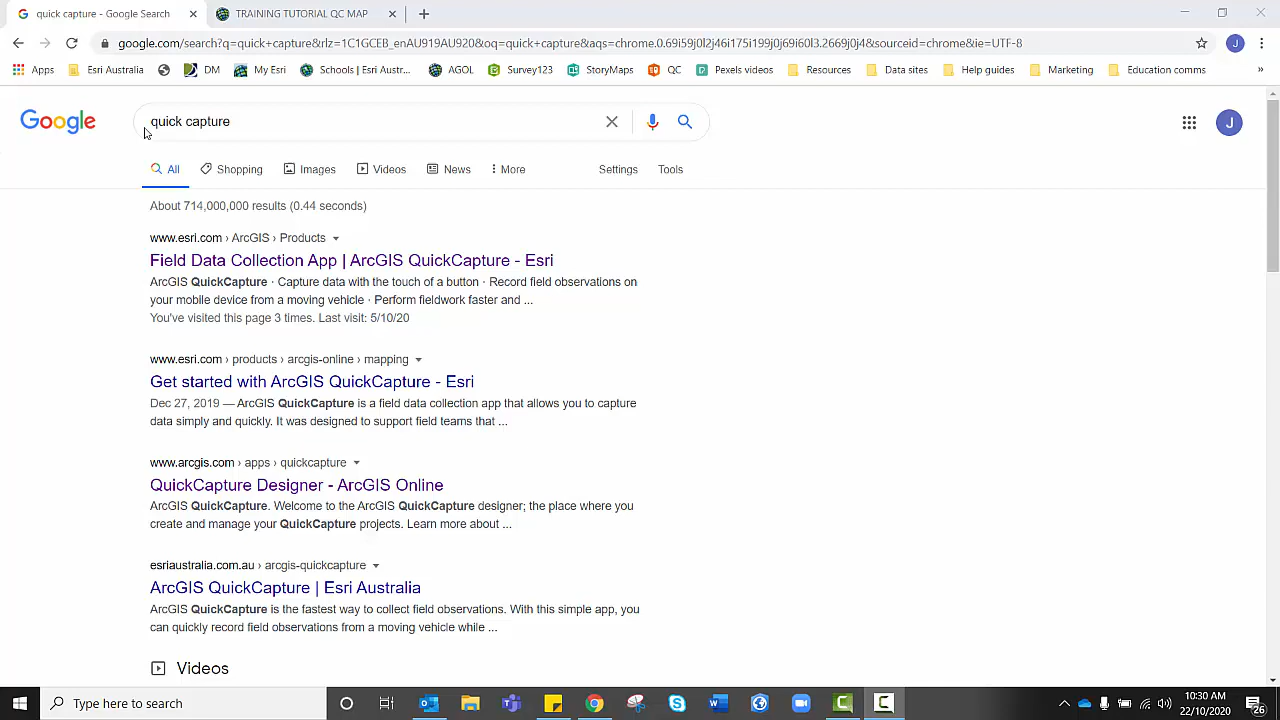 quick capture - Google Search
TRAINING TUTORIAL QC MAP
google.com/search?q=quick+capture&rlz=1C1GCEB_enAU919AU920&oq=quick+capture&aqs=chrome.0.69i59j0l2j46i175i199j0j69i60l3.2669j0j4&sourceid=chrome&ie=UTF-8
J
Apps Esri Australia DM My Esri Schools | Esri Austr... AGOL Survey123 StoryMaps QC Pexels videos Resources Data sites Help guides Marketing Education comms »
Google
quick capture
J
All Shopping Images Videos News More Settings Tools
About 714,000,000 results (0.44 seconds)
www.esri.com › ArcGIS › Products
Field Data Collection App | ArcGIS QuickCapture - Esri
ArcGIS QuickCapture · Capture data with the touch of a button · Record field observations on
your mobile device from a moving vehicle · Perform fieldwork faster and ...
You've visited this page 3 times. Last visit: 5/10/20
www.esri.com › products › arcgis-online › mapping
Get started with ArcGIS QuickCapture - Esri
Dec 27, 2019 — ArcGIS QuickCapture is a field data collection app that allows you to capture
data simply and quickly. It was designed to support field teams that ...
www.arcgis.com › apps › quickcapture
QuickCapture Designer - ArcGIS Online
ArcGIS QuickCapture. Welcome to the ArcGIS QuickCapture designer; the place where you
create and manage your QuickCapture projects. Learn more about ...
esriaustralia.com.au › arcgis-quickcapture
ArcGIS QuickCapture | Esri Australia
ArcGIS QuickCapture is the fastest way to collect field observations. With this simple app, you
can quickly record field observations from a moving vehicle while ...
Videos
Type here to search
10:30 AM
22/10/2020
26